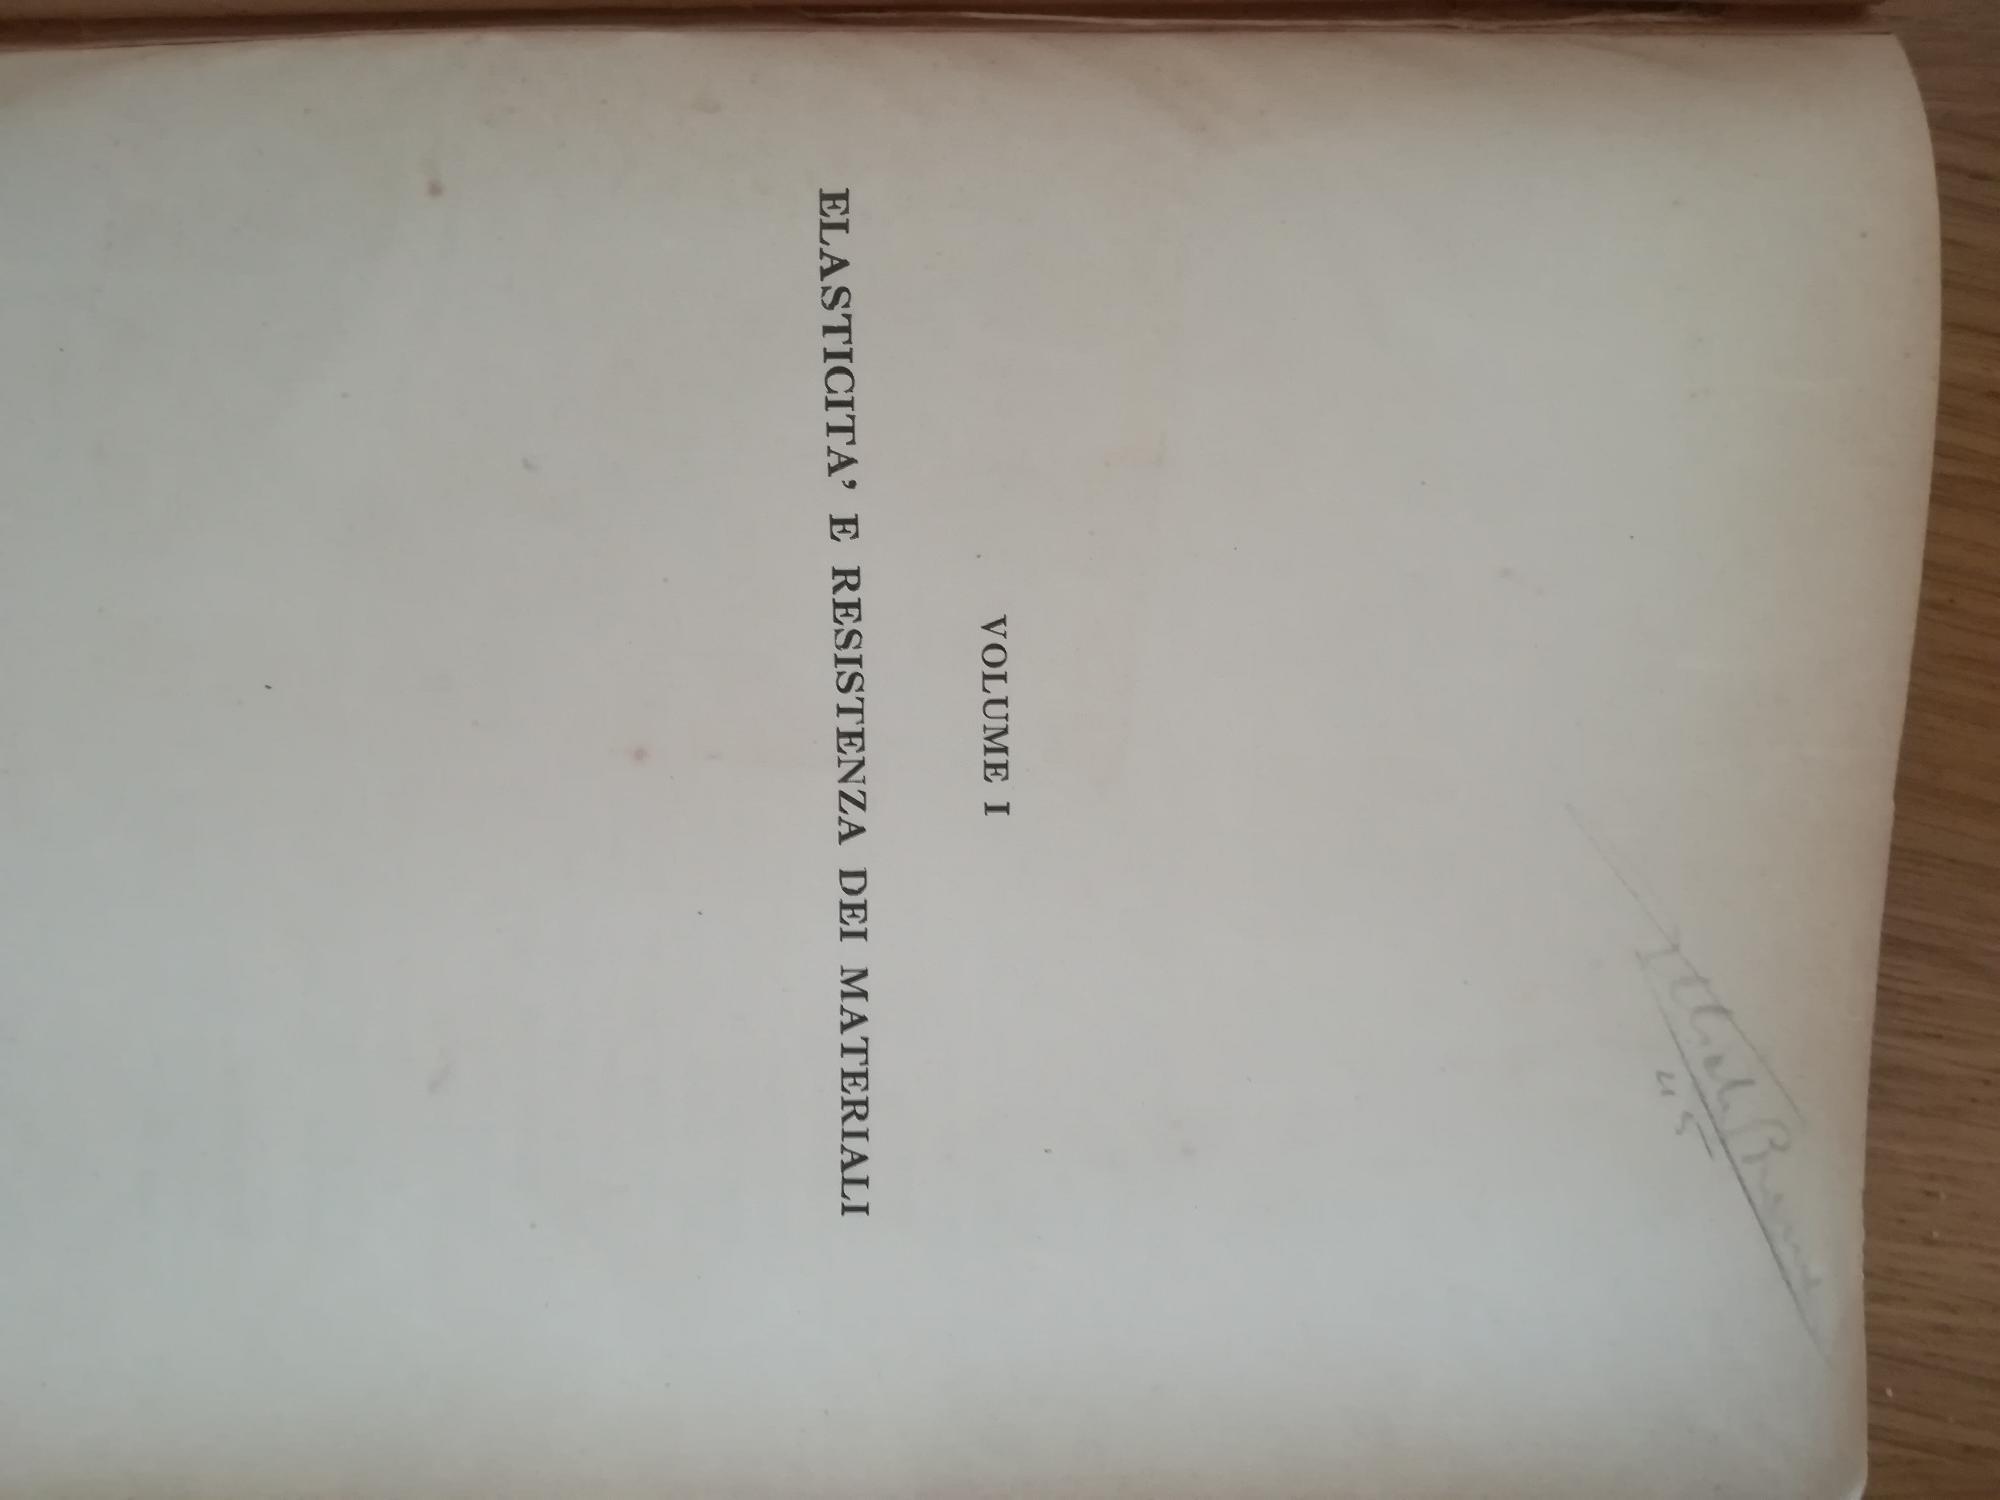 VOLUME I
ELASTICITA' E RESISTENZA DEI MATERIALI